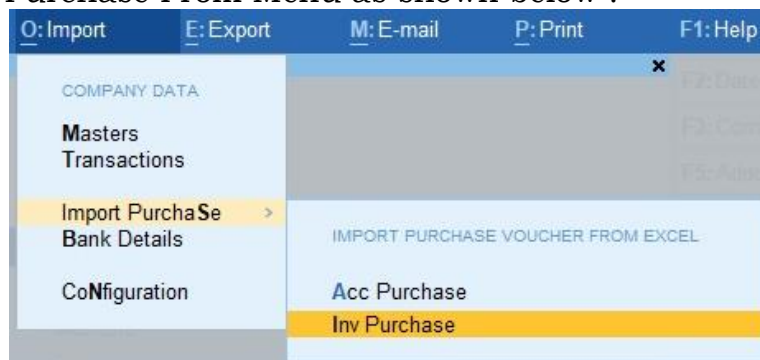 Purchase From Menu as shown below :
O: Import E: Export M: E-mail P: Print F1: Help
COMPANY DATA
Masters
Transactions
Import PurchaSe >
Bank Details
CoNfiguration
IMPORT PURCHASE VOUCHER FROM EXCEL
Acc Purchase
Inv Purchase